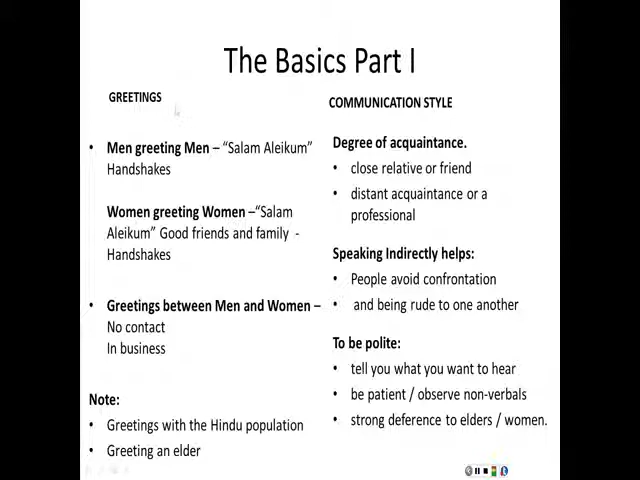 The Basics Part I
GREETINGS
• Men greeting Men – “Salam Aleikum”
Handshakes
Women greeting Women –“Salam
Aleikum” Good friends and family -
Handshakes
• Greetings between Men and Women –
No contact
In business
Note:
• Greetings with the Hindu population
• Greeting an elder
COMMUNICATION STYLE
Degree of acquaintance.
• close relative or friend
• distant acquaintance or a
professional
Speaking Indirectly helps:
• People avoid confrontation
• and being rude to one another
To be polite:
• tell you what you want to hear
• be patient / observe non-verbals
• strong deference to elders / women.